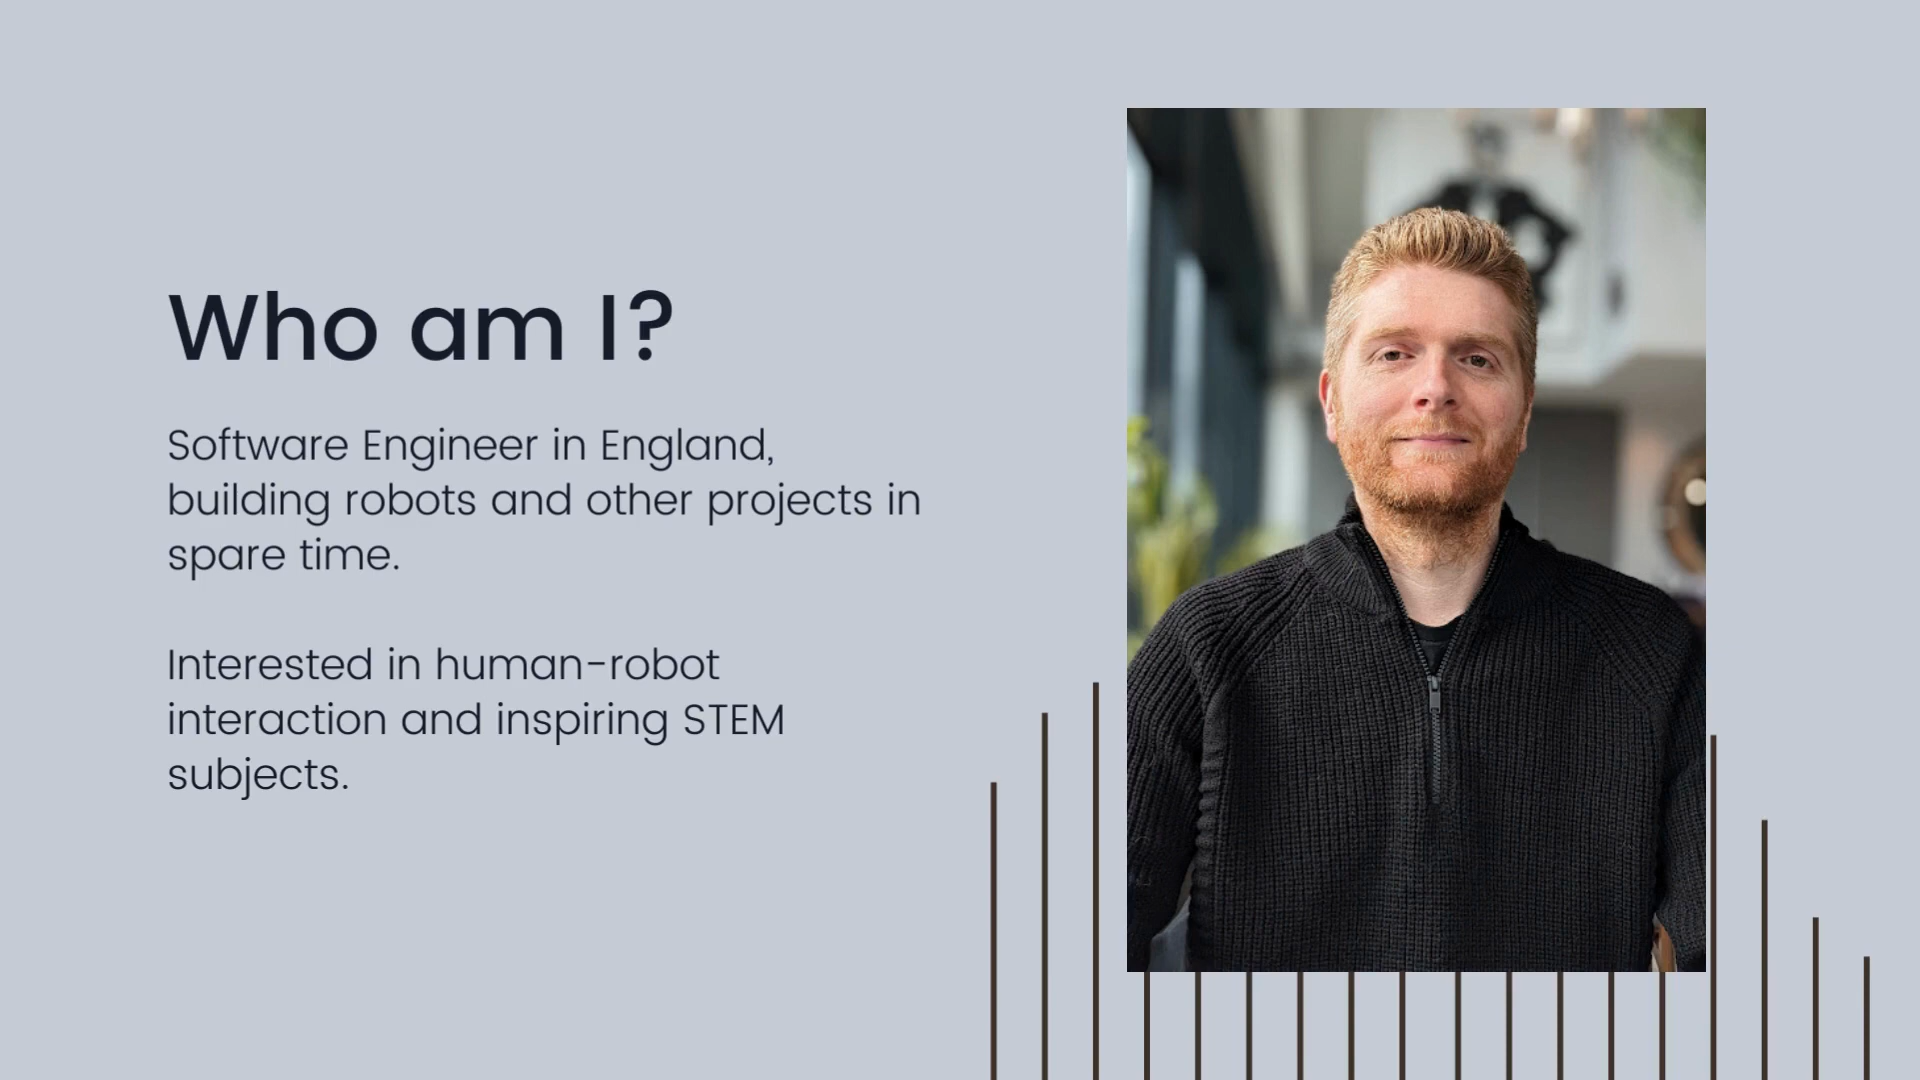 Who am I?
Software Engineer in England,
building robots and other projects in
spare time.
Interested in human-robot
interaction and inspiring STEM
subjects.